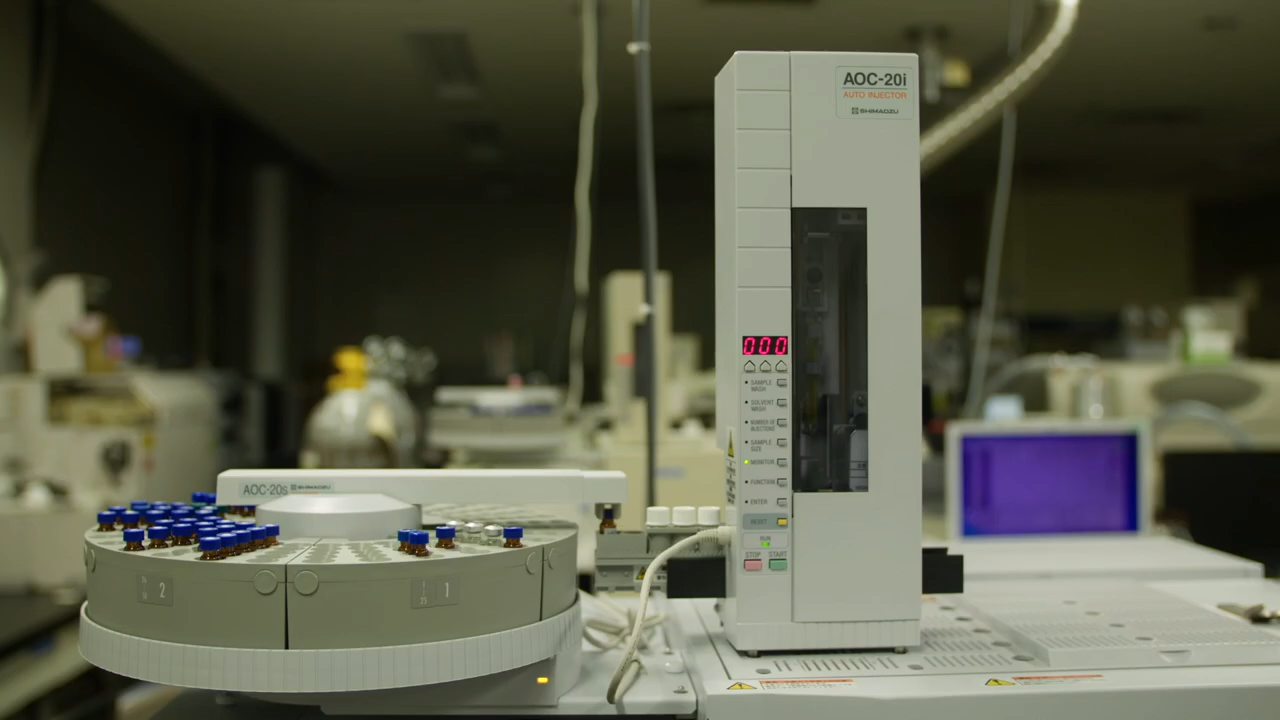 AOC-20i
AUTO INJECTOR
SHIMADZU
000
SAMPLE
WASH
SOLVENT
WASH
NUMBER OF
INJECTIONS
SAMPLE
SIZE
MONITOR
FUNCTION
ENTER
RESET
RUN
STOP START
AOC-20s SHIMADZU
2
1